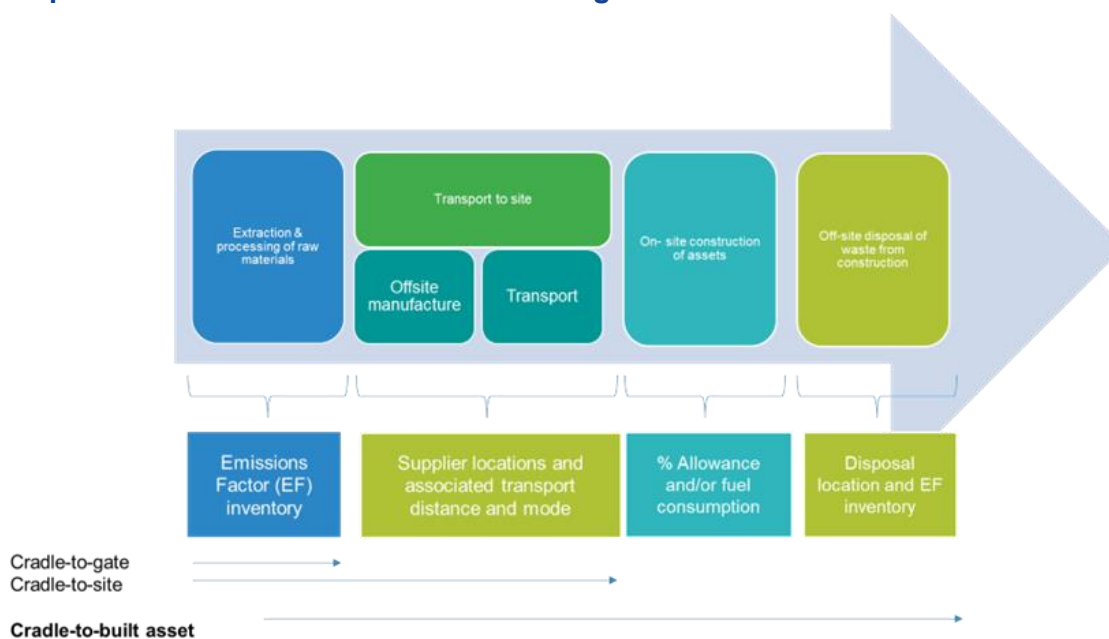 Extraction &
processing of raw
materials
Transport to site
Offsite
manufacture
Transport
On- site construction
of assets
Off-site disposal of
waste from
construction
Emissions
Factor (EF)
inventory
Supplier locations and
associated transport
distance and mode
% Allowance
and/or fuel
consumption
Disposal
location and EF
inventory
Cradle-to-gate
Cradle-to-site
Cradle-to-built asset